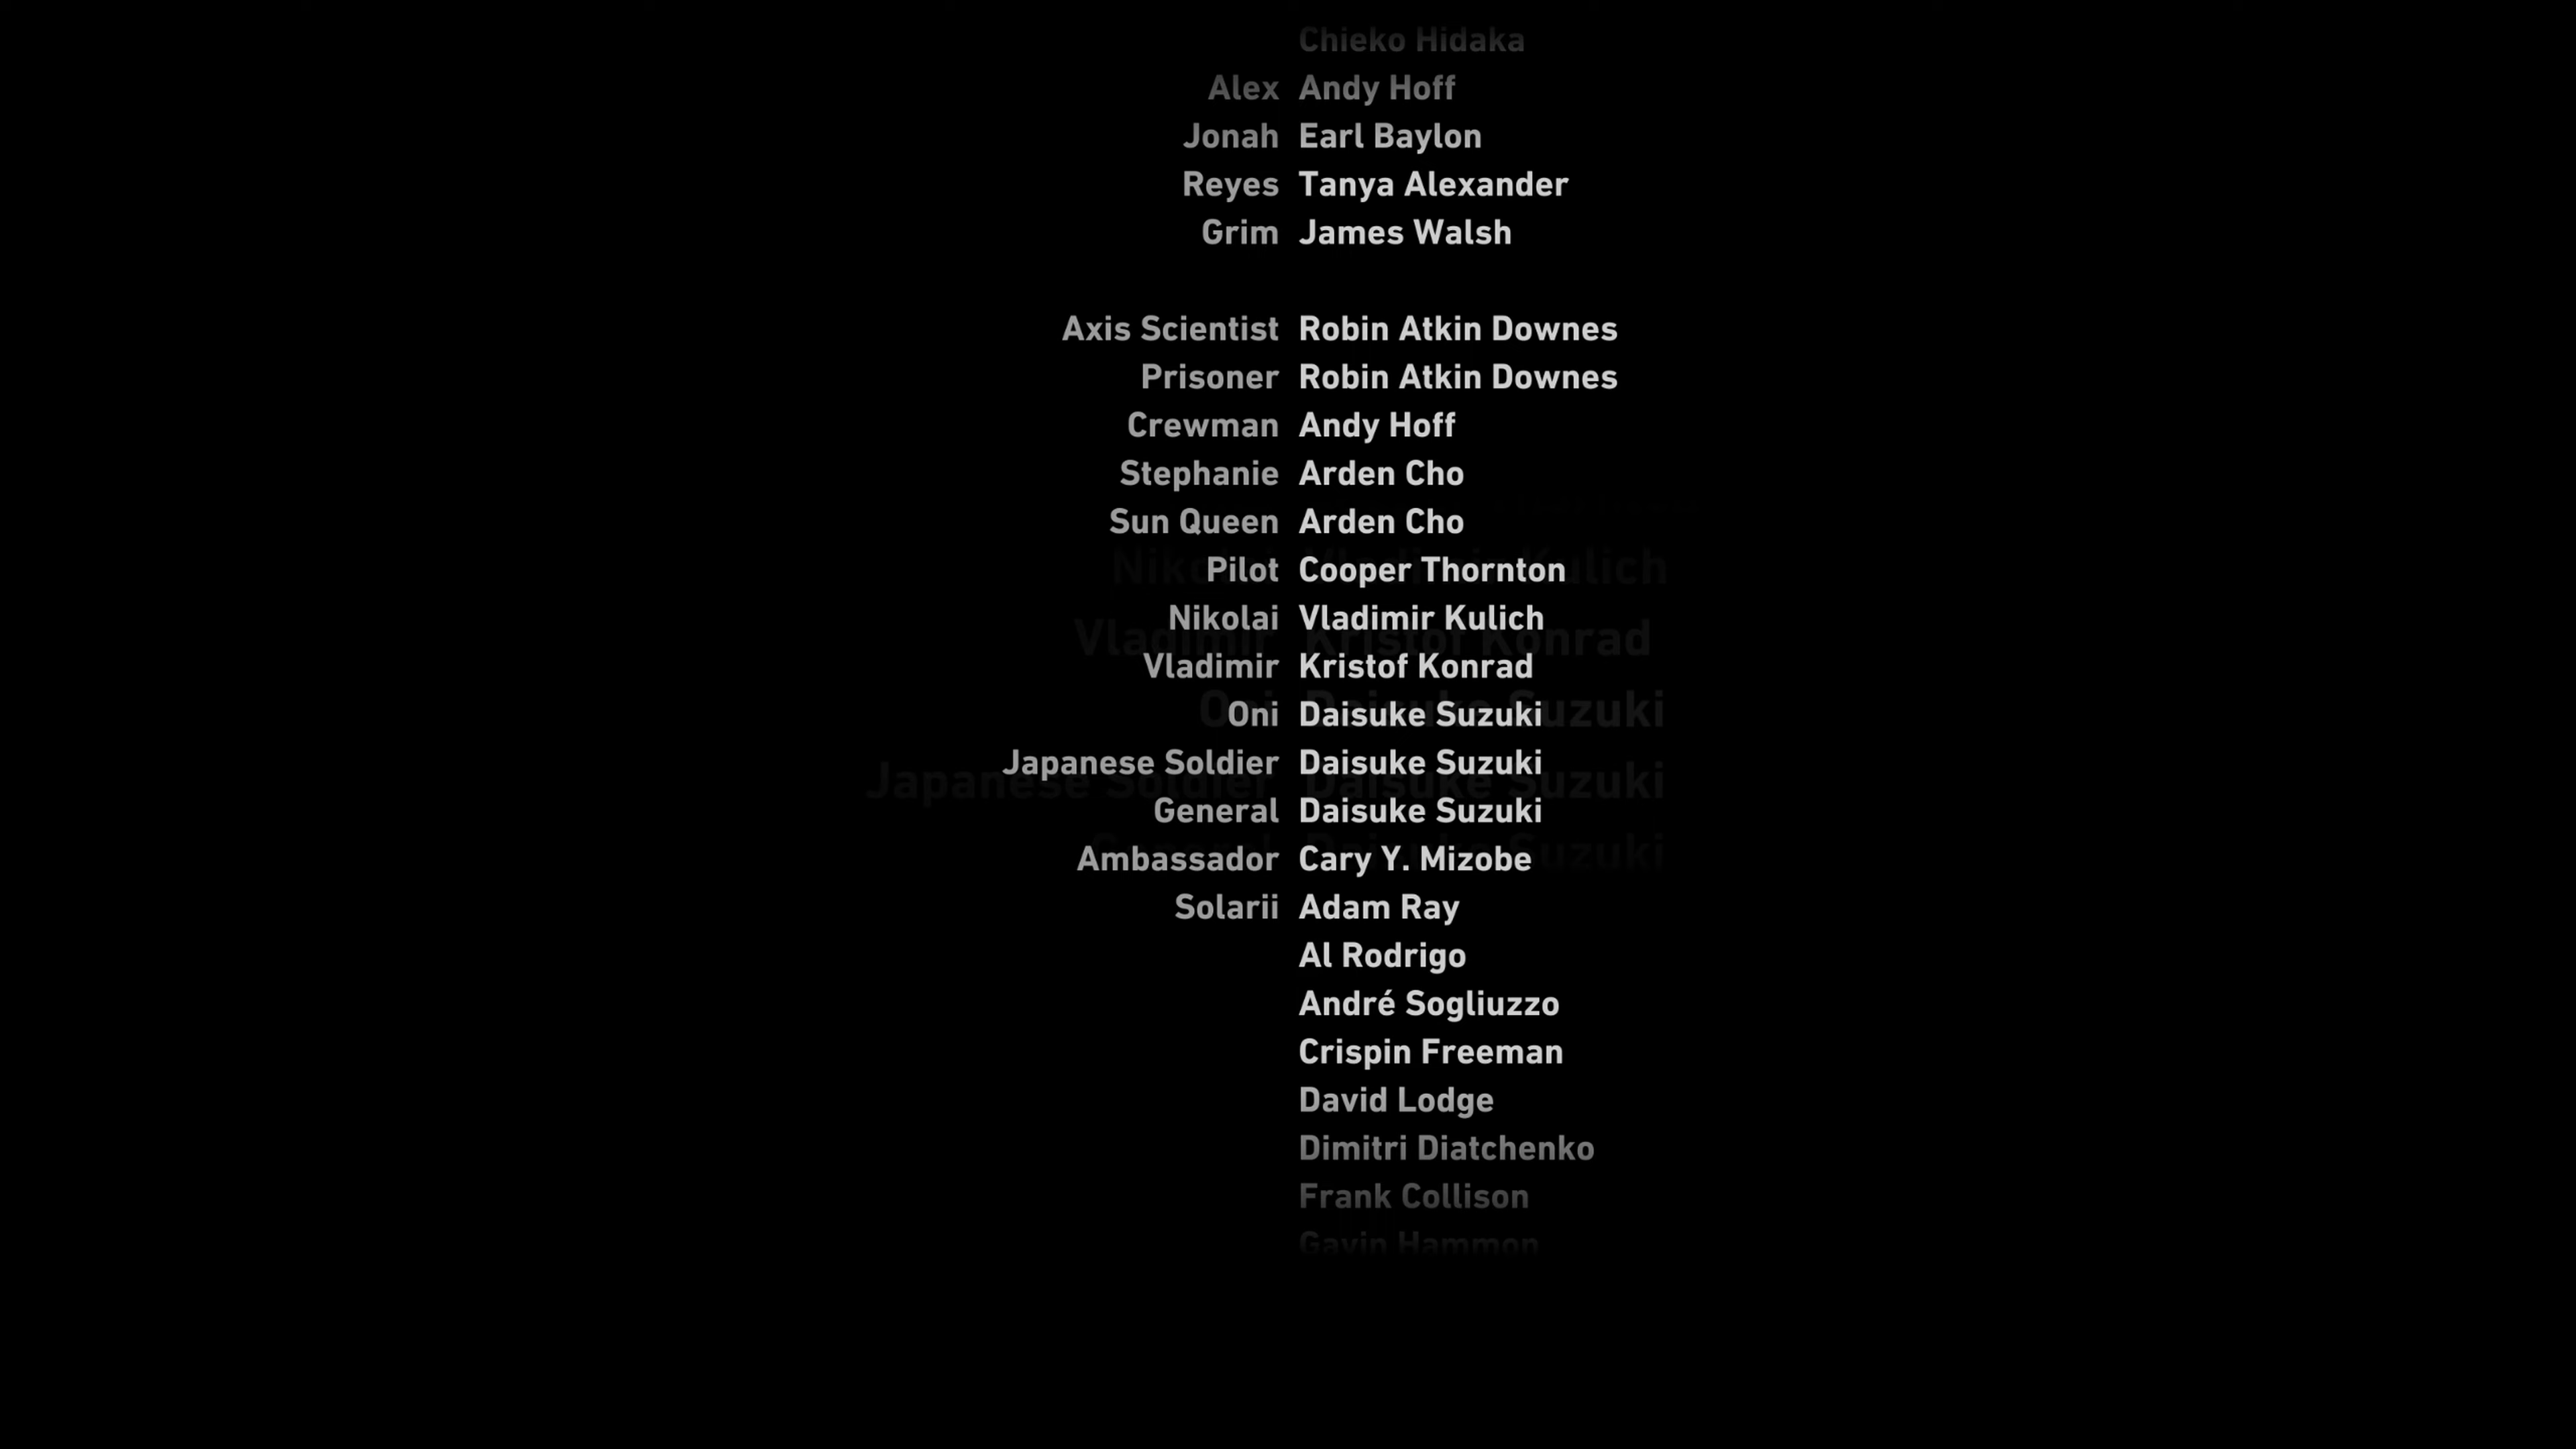 Chieko Hidaka
Alex Andy Hoff
Jonah Earl Baylon
Reyes Tanya Alexander
Grim James Walsh
Axis Scientist Robin Atkin Downes
Prisoner Robin Atkin Downes
Crewman Andy Hoff
Stephanie Arden Cho
Sun Queen Arden Cho
Pilot Cooper Thornton
Nikolai Vladimir Kulich
Vladimir Kristof Konrad
Oni Daisuke Suzuki
Japanese Soldier Daisuke Suzuki
General Daisuke Suzuki
Ambassador Cary Y. Mizobe
Solarii Adam Ray
Al Rodrigo
André Sogliuzzo
Crispin Freeman
David Lodge
Dimitri Diatchenko
Frank Collison
Gavin Hammon